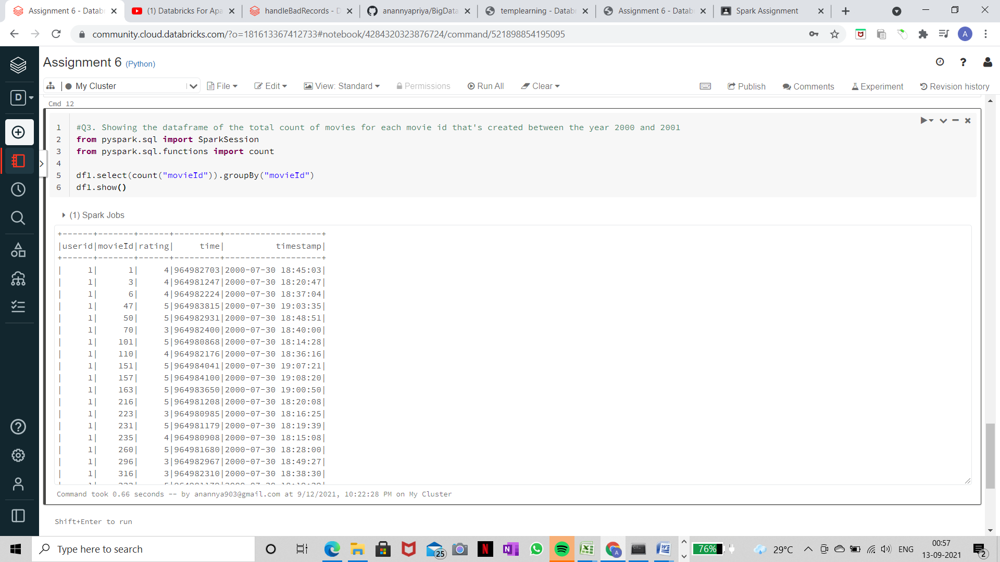 Assignment 6 - Databr
(1) Databricks For Apa
handleBadRecords - D
anannyapriya/BigData
templearning - Datab
Assignment 6 - Datab
Spark Assignment
community.cloud.databricks.com/?o=181613367412733#notebook/4284320323876724/command/521898854195095
A
Assignment 6 (Python)
My Cluster
File
Edit
View: Standard
Permissions
Run All
Clear
Publish
Comments
Experiment
Revision history
D
Cmd 12
1 #Q3. Showing the dataframe of the total count of movies for each movie id that's created between the year 2000 and 2001
2 from pyspark.sql import SparkSession
3 from pyspark.sql.functions import count
4
5 df1.select(count("movieId")).groupBy("movieId")
6 df1.show()
(1) Spark Jobs
+------+-------+------+---------+-------------------+
|userid|movieId|rating|     time|          timestamp|
+------+-------+------+---------+-------------------+
|     1|      1|     4|964982703|2000-07-30 18:45:03|
|     1|      3|     4|964981247|2000-07-30 18:20:47|
|     1|      6|     4|964982224|2000-07-30 18:37:04|
|     1|     47|     5|964983815|2000-07-30 19:03:35|
|     1|     50|     5|964982931|2000-07-30 18:48:51|
|     1|     70|     3|964982400|2000-07-30 18:40:00|
|     1|    101|     5|964980868|2000-07-30 18:14:28|
|     1|    110|     4|964982176|2000-07-30 18:36:16|
|     1|    151|     5|964984041|2000-07-30 19:07:21|
|     1|    157|     5|964984100|2000-07-30 19:08:20|
|     1|    163|     5|964983650|2000-07-30 19:00:50|
|     1|    216|     5|964981208|2000-07-30 18:20:08|
|     1|    223|     3|964980985|2000-07-30 18:16:25|
|     1|    231|     5|964981179|2000-07-30 18:19:39|
|     1|    235|     4|964980908|2000-07-30 18:15:08|
|     1|    260|     5|964981680|2000-07-30 18:28:00|
|     1|    296|     3|964982967|2000-07-30 18:49:27|
|     1|    316|     3|964982310|2000-07-30 18:38:30|
Command took 0.66 seconds -- by anannya903@gmail.com at 9/12/2021, 10:22:28 PM on My Cluster
Shift+Enter to run
Type here to search
25
76%
29°C
ENG
00:57
13-09-2021
2